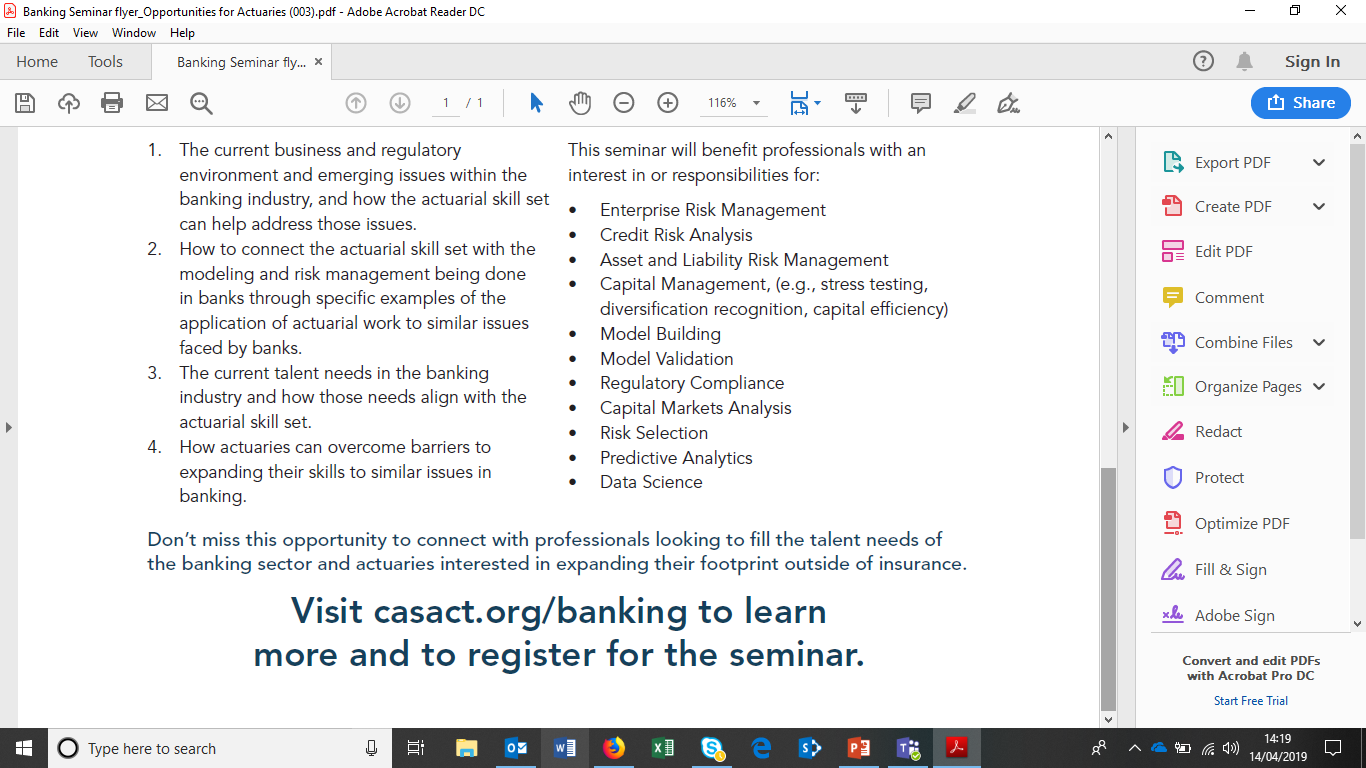 Banking Seminar flyer_Opportunities for Actuaries (003).pdf - Adobe Acrobat Reader DC
File Edit View Window Help
Home Tools Banking Seminar fly... × Sign In
1 / 1 116% Share
1. The current business and regulatory
environment and emerging issues within the
banking industry, and how the actuarial skill set
can help address those issues.
2. How to connect the actuarial skill set with the
modeling and risk management being done
in banks through specific examples of the
application of actuarial work to similar issues
faced by banks.
3. The current talent needs in the banking
industry and how those needs align with the
actuarial skill set.
4. How actuaries can overcome barriers to
expanding their skills to similar issues in
banking.
This seminar will benefit professionals with an
interest in or responsibilities for:
• Enterprise Risk Management
• Credit Risk Analysis
• Asset and Liability Risk Management
• Capital Management, (e.g., stress testing,
diversification recognition, capital efficiency)
• Model Building
• Model Validation
• Regulatory Compliance
• Capital Markets Analysis
• Risk Selection
• Predictive Analytics
• Data Science
Don’t miss this opportunity to connect with professionals looking to fill the talent needs of
the banking sector and actuaries interested in expanding their footprint outside of insurance.
Visit casact.org/banking to learn
more and to register for the seminar.
Export PDF
Create PDF
Edit PDF
Comment
Combine Files
Organize Pages
Redact
Protect
Optimize PDF
Fill & Sign
Adobe Sign
Convert and edit PDFs
with Acrobat Pro DC
Start Free Trial
Type here to search
14:19
14/04/2019